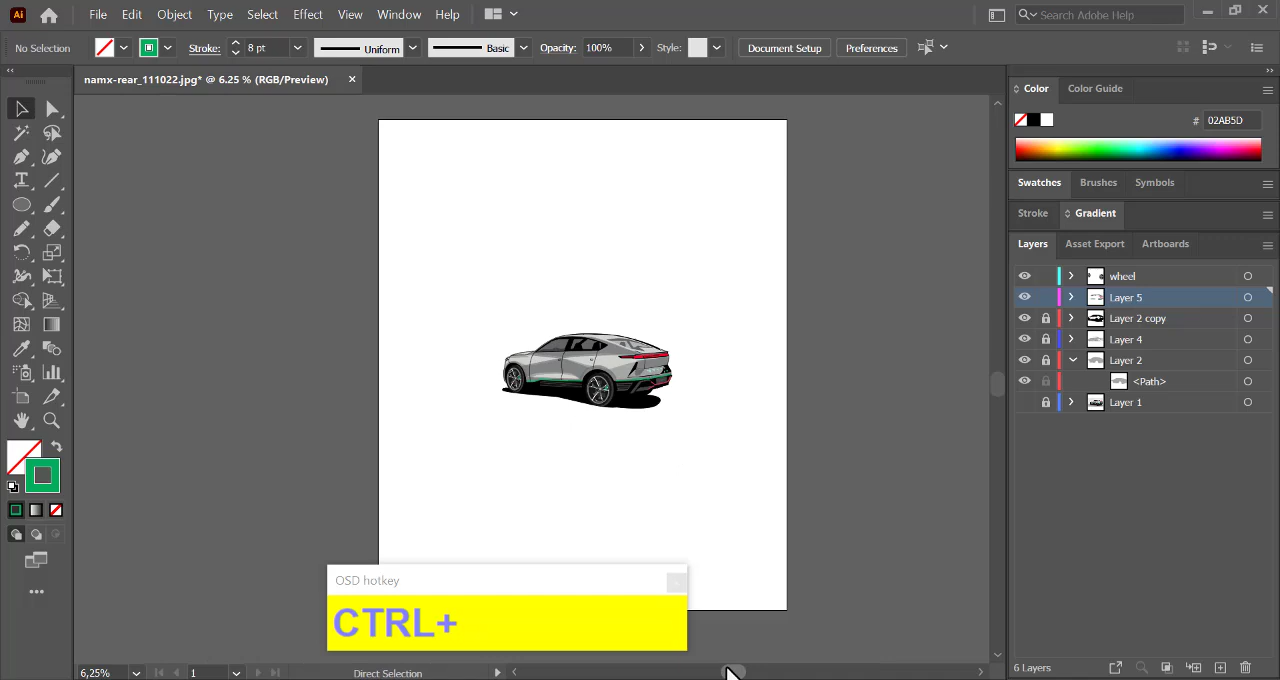 Ai File Edit Object Type Select Effect View Window Help Search Adobe Help
No Selection Stroke: 8 pt Uniform Basic Opacity: 100% Style: Document Setup Preferences
namx-rear_111022.jpg* @ 6.25 % (RGB/Preview)
Color Color Guide
# 02AB5D
Swatches Brushes Symbols
Stroke Gradient
Layers Asset Export Artboards
wheel
Layer 5
Layer 2 copy
Layer 4
Layer 2
<Path>
Layer 1
OSD hotkey
CTRL+
6,25% 1 Direct Selection 6 Layers